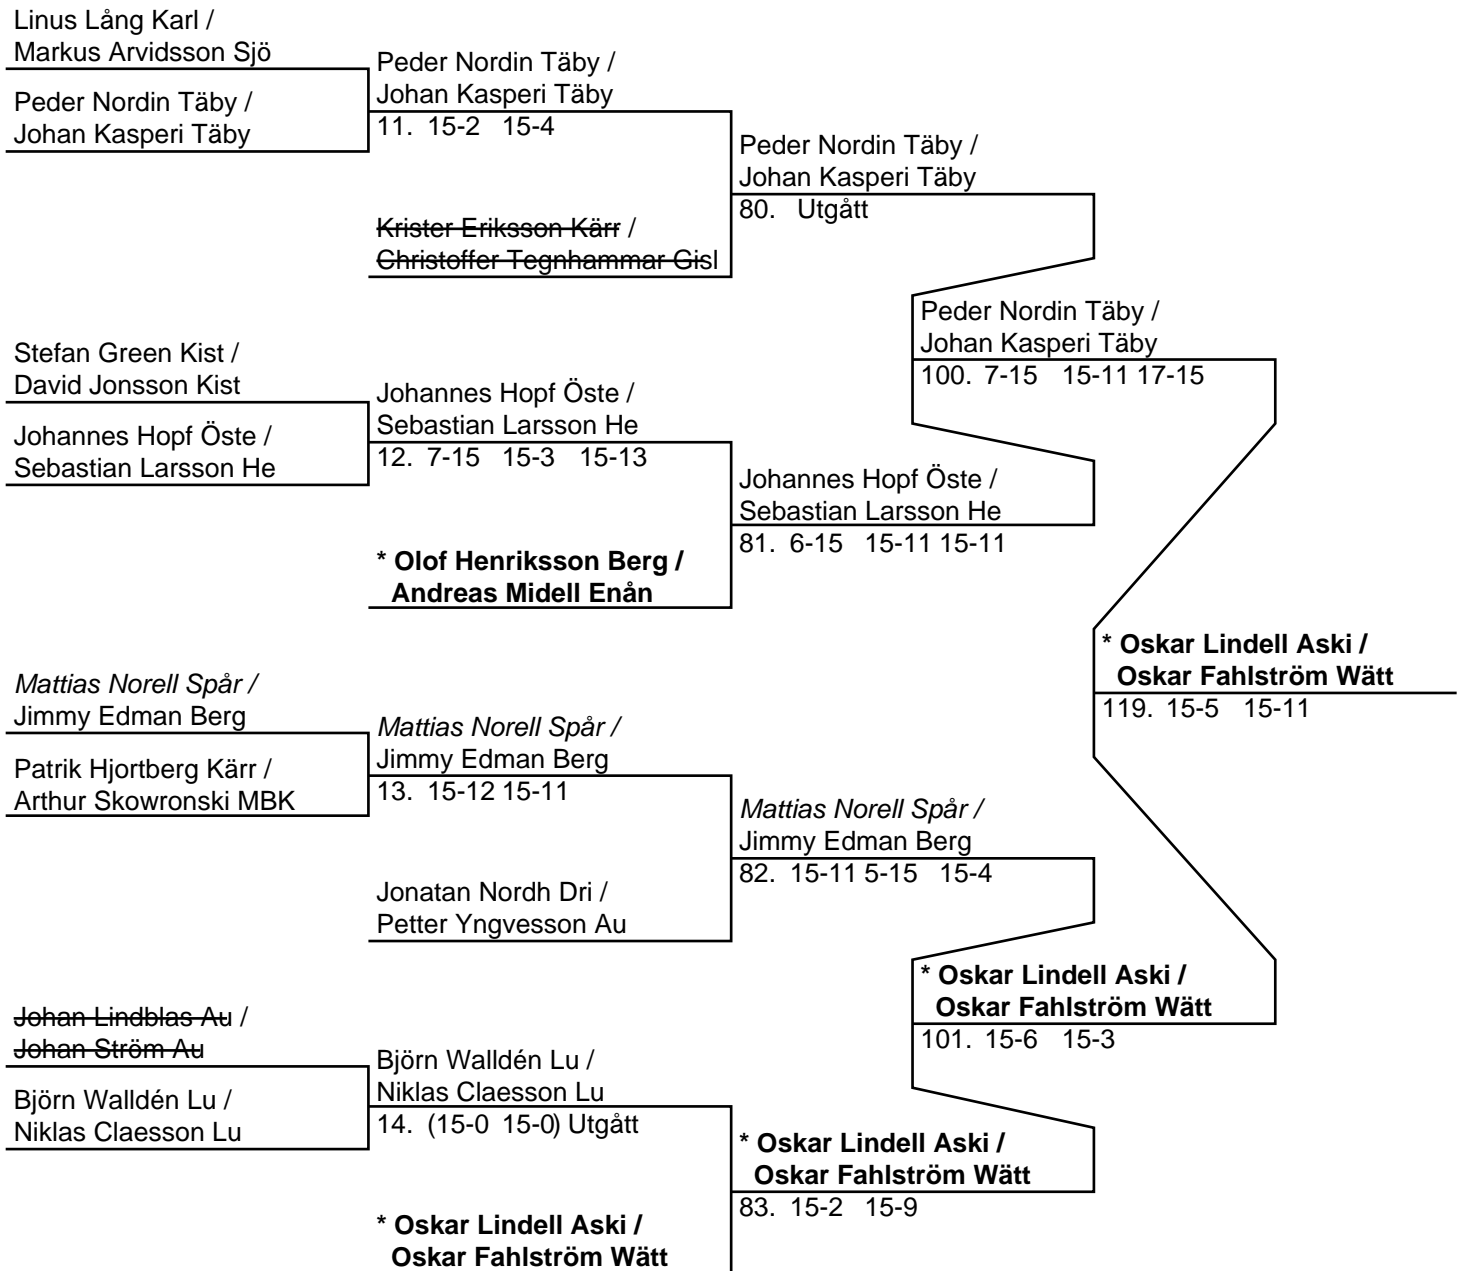 Linus Lång Karl /
Markus Arvidsson Sjö
Peder Nordin Täby /
Johan Kasperi Täby
Peder Nordin Täby /
Johan Kasperi Täby
11. 15-2 15-4
Krister Eriksson Kärr /
Christoffer Tegnhammar Gisl
Peder Nordin Täby /
Johan Kasperi Täby
80. Utgått
Stefan Green Kist /
David Jonsson Kist
Johannes Hopf Öste /
Sebastian Larsson He
Johannes Hopf Öste /
Sebastian Larsson He
12. 7-15 15-3 15-13
* Olof Henriksson Berg /
Andreas Midell Enån
Johannes Hopf Öste /
Sebastian Larsson He
81. 6-15 15-11 15-11
Peder Nordin Täby /
Johan Kasperi Täby
100. 7-15 15-11 17-15
Mattias Norell Spår /
Jimmy Edman Berg
Patrik Hjortberg Kärr /
Arthur Skowronski MBK
Mattias Norell Spår /
Jimmy Edman Berg
13. 15-12 15-11
Jonatan Nordh Dri /
Petter Yngvesson Au
Mattias Norell Spår /
Jimmy Edman Berg
82. 15-11 5-15 15-4
Johan Lindblas Au /
Johan Ström Au
Björn Walldén Lu /
Niklas Claesson Lu
Björn Walldén Lu /
Niklas Claesson Lu
14. (15-0 15-0) Utgått
* Oskar Lindell Aski /
Oskar Fahlström Wätt
* Oskar Lindell Aski /
Oskar Fahlström Wätt
83. 15-2 15-9
* Oskar Lindell Aski /
Oskar Fahlström Wätt
101. 15-6 15-3
* Oskar Lindell Aski /
Oskar Fahlström Wätt
119. 15-5 15-11